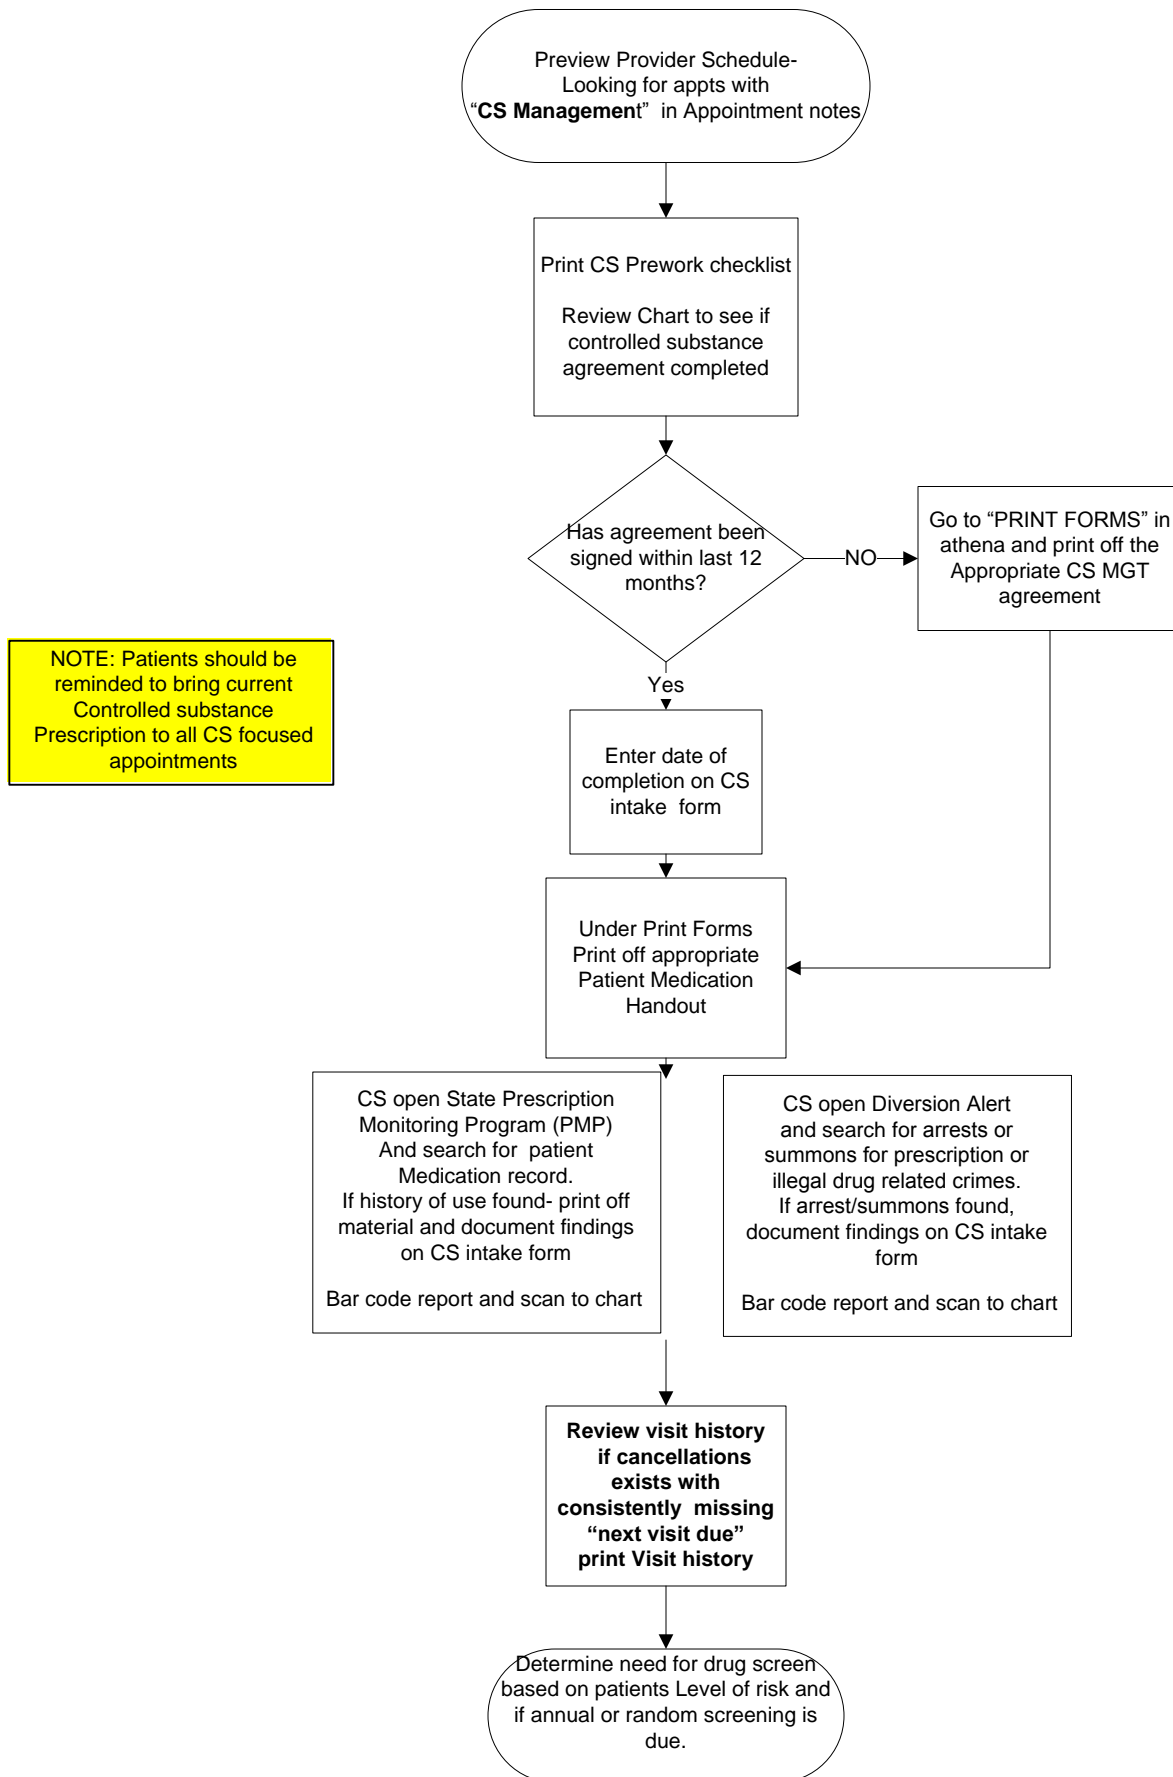 Preview Provider Schedule-
Looking for appts with
“CS Management” in Appointment notes
Print CS Prework checklist
Review Chart to see if
controlled substance
agreement completed
Has agreement been
signed within last 12
months?
NO
Go to “PRINT FORMS” in
athena and print off the
Appropriate CS MGT
agreement
NOTE: Patients should be
reminded to bring current
Controlled substance
Prescription to all CS focused
appointments
Yes
Enter date of
completion on CS
intake form
Under Print Forms
Print off appropriate
Patient Medication
Handout
CS open State Prescription
Monitoring Program (PMP)
And search for patient
Medication record.
If history of use found- print off
material and document findings
on CS intake form
Bar code report and scan to chart
CS open Diversion Alert
and search for arrests or
summons for prescription or
illegal drug related crimes.
If arrest/summons found,
document findings on CS intake
form
Bar code report and scan to chart
Review visit history
if cancellations
exists with
consistently missing
“next visit due”
print Visit history
Determine need for drug screen
based on patients Level of risk and
if annual or random screening is
due.